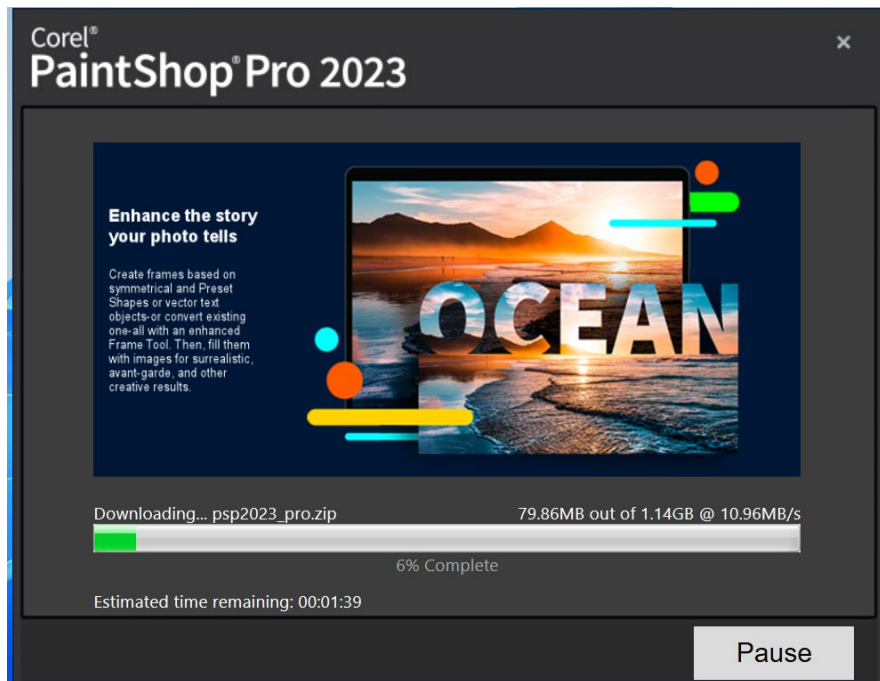 Corel®
PaintShop® Pro 2023
×
Enhance the story
your photo tells
Create frames based on
symmetrical and Preset
Shapes or vector text
objects-or convert existing
one-all with an enhanced
Frame Tool. Then, fill them
with images for surrealistic,
avant-garde, and other
creative results.
OCEAN
Downloading... psp2023_pro.zip 79.86MB out of 1.14GB @ 10.96MB/s
6% Complete
Estimated time remaining: 00:01:39
Pause